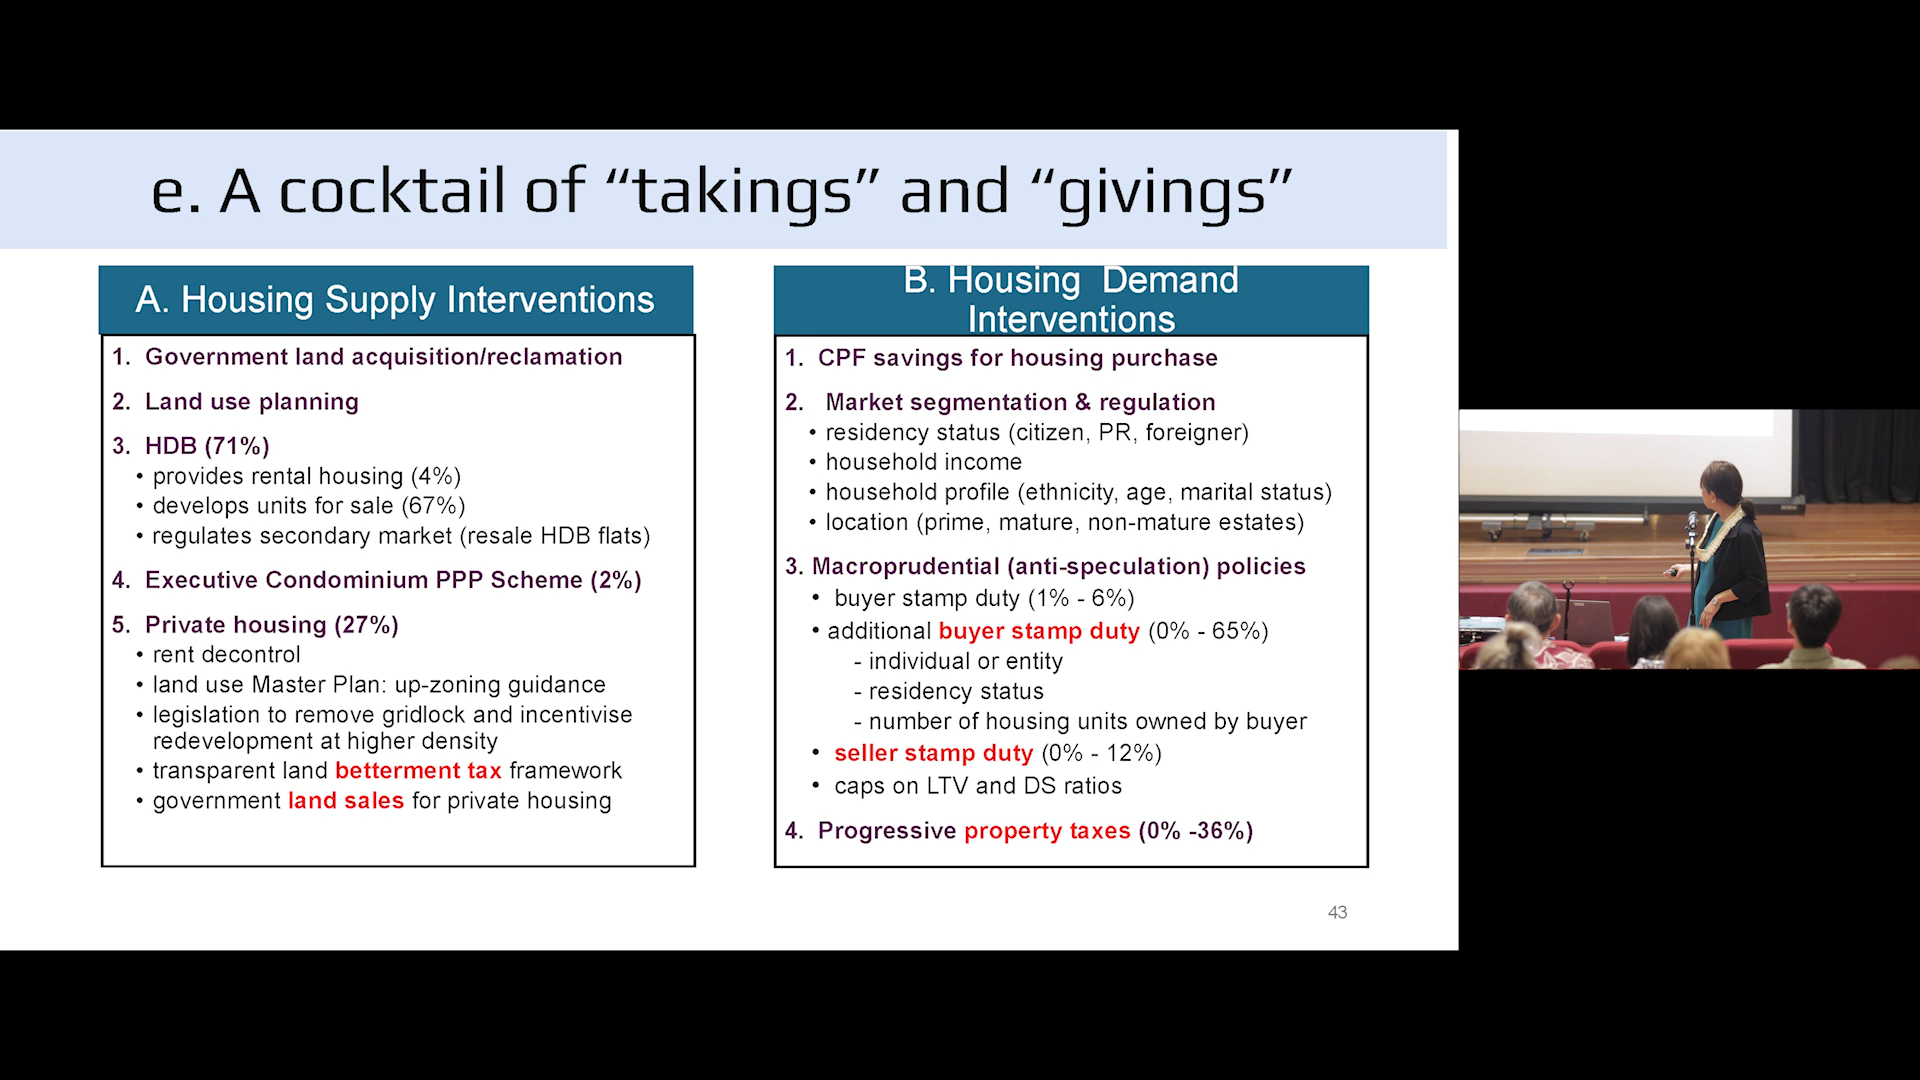 e. A cocktail of “takings” and “givings”
A. Housing Supply Interventions
1. Government land acquisition/reclamation
2. Land use planning
3. HDB (71%)
• provides rental housing (4%)
• develops units for sale (67%)
• regulates secondary market (resale HDB flats)
4. Executive Condominium PPP Scheme (2%)
5. Private housing (27%)
• rent decontrol
• land use Master Plan: up-zoning guidance
• legislation to remove gridlock and incentivise
redevelopment at higher density
• transparent land betterment tax framework
• government land sales for private housing
B. Housing Demand
Interventions
1. CPF savings for housing purchase
2. Market segmentation & regulation
• residency status (citizen, PR, foreigner)
• household income
• household profile (ethnicity, age, marital status)
• location (prime, mature, non-mature estates)
3. Macroprudential (anti-speculation) policies
• buyer stamp duty (1% - 6%)
• additional buyer stamp duty (0% - 65%)
- individual or entity
- residency status
- number of housing units owned by buyer
• seller stamp duty (0% - 12%)
• caps on LTV and DS ratios
4. Progressive property taxes (0% -36%)
43